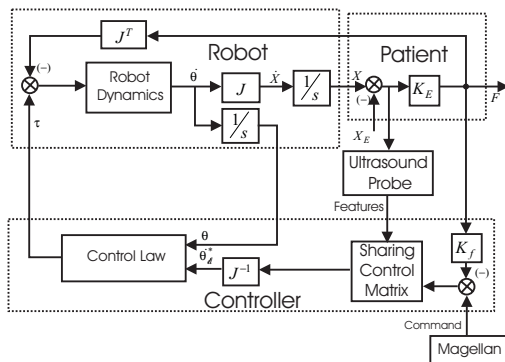 J^T
Robot
Patient
(-)
Robot
Dynamics
θ̇
J
Ẋ
1/s
X
(-)
K_E
F
τ
1/s
X_E
Ultrasound
Probe
Features
θ
Control Law
θ̇*_d
J^-1
Sharing
Control
Matrix
K_f
(-)
Controller
Command
Magellan